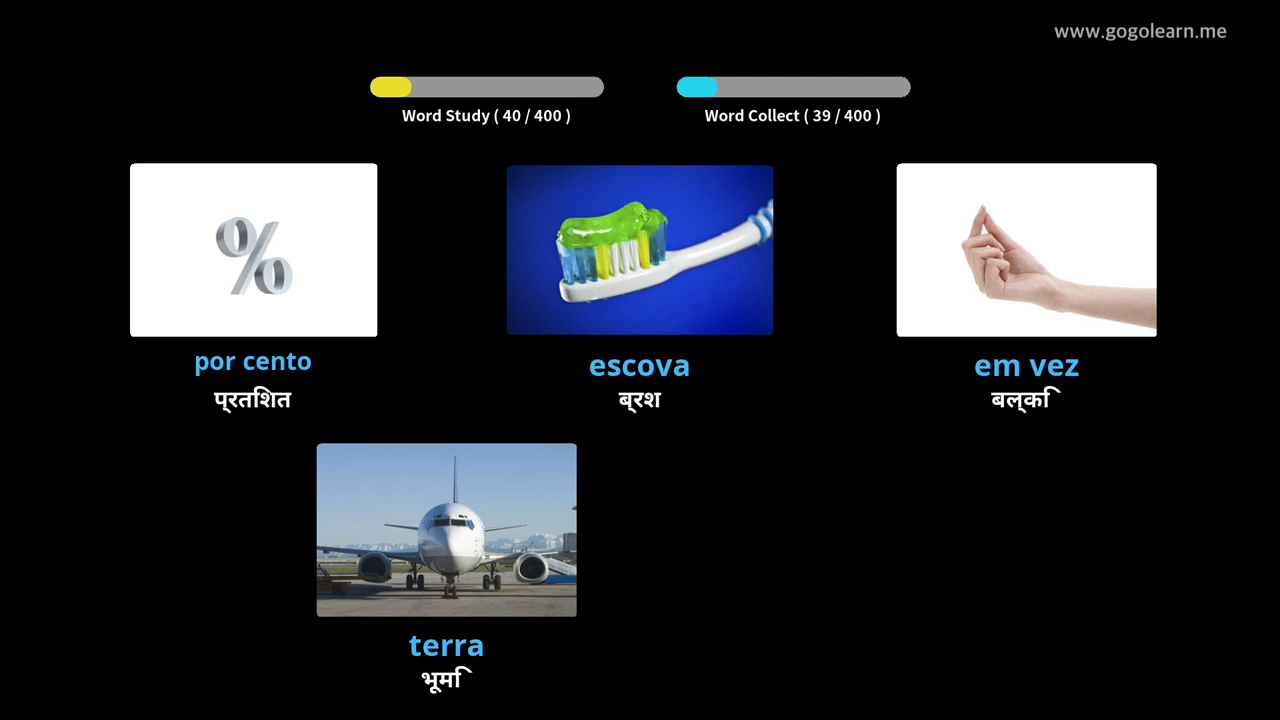 www.gogolearn.me
Word Study ( 40 / 400 )
Word Collect ( 39 / 400 )
%
por cento
प्रतिशत
escova
ब्रश
em vez
बल्कि
terra
भूमि